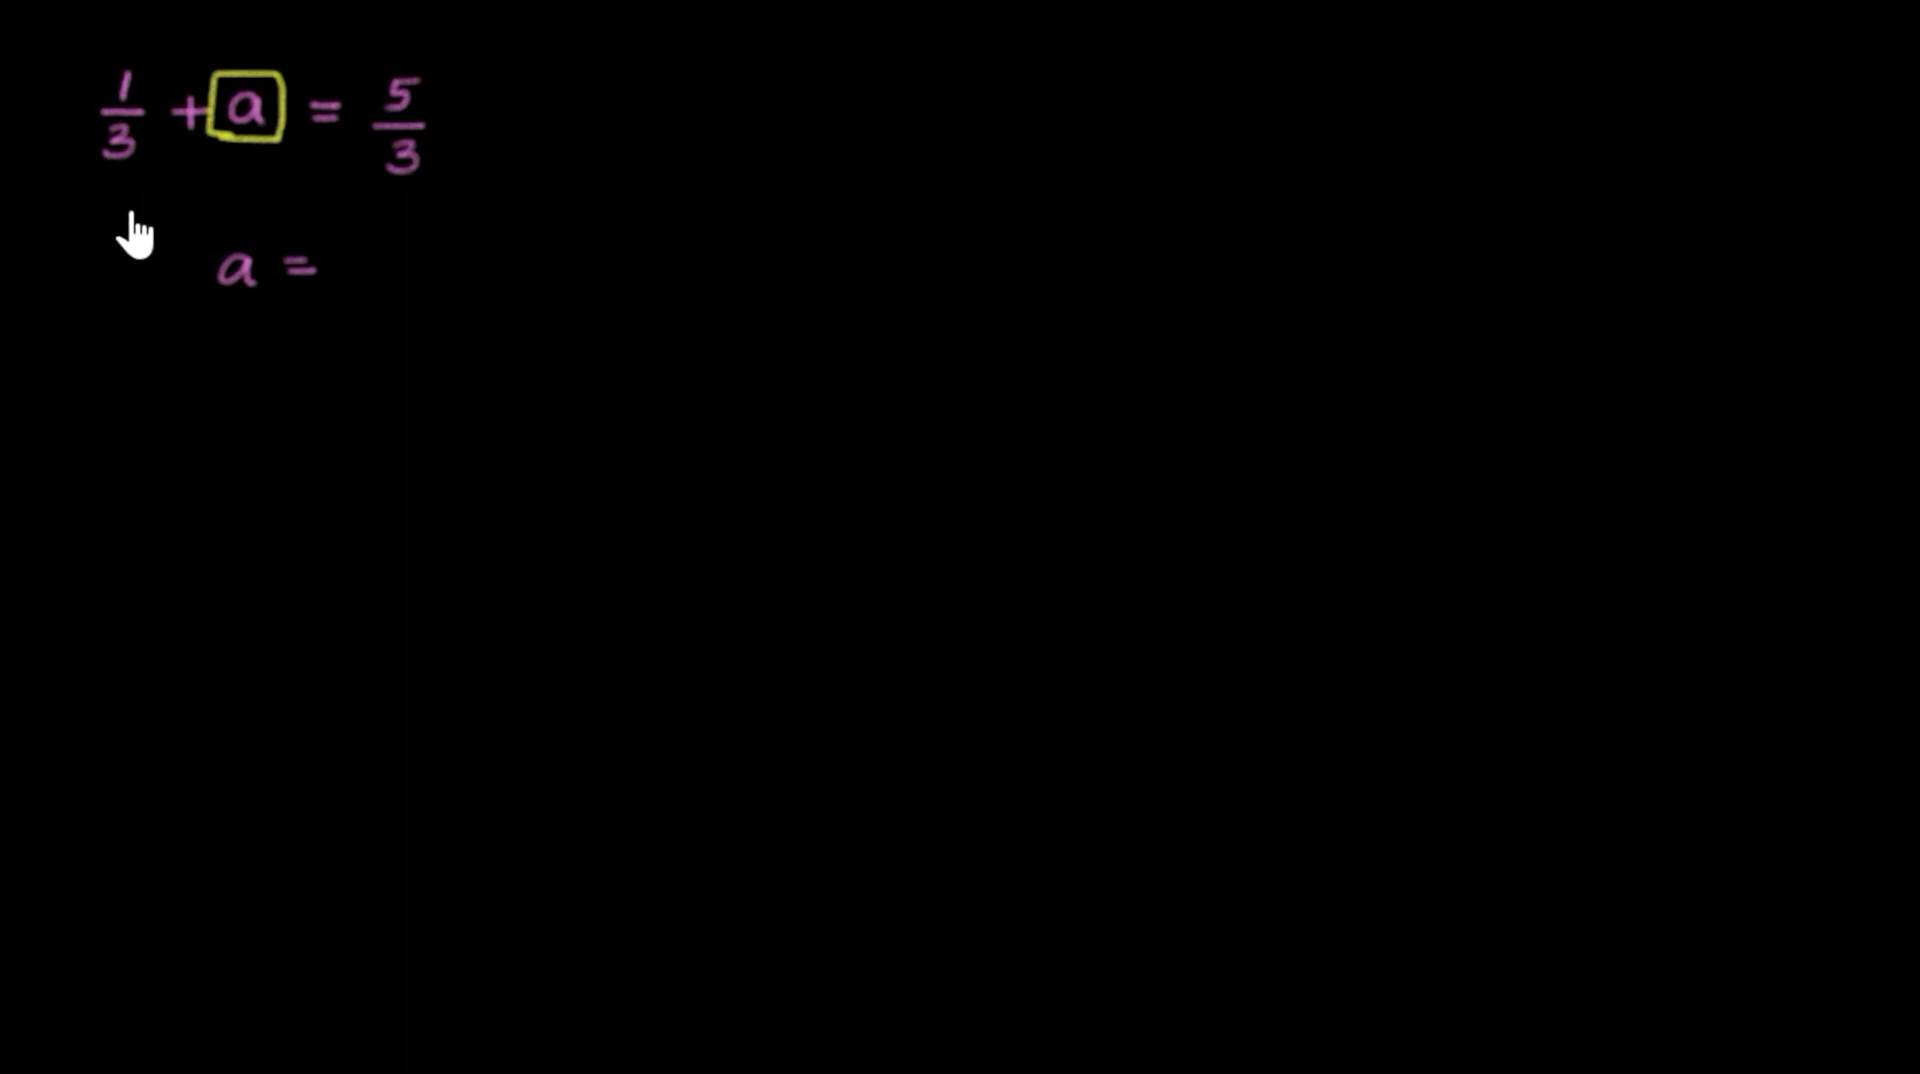 1/3 + a = 5/3
a =